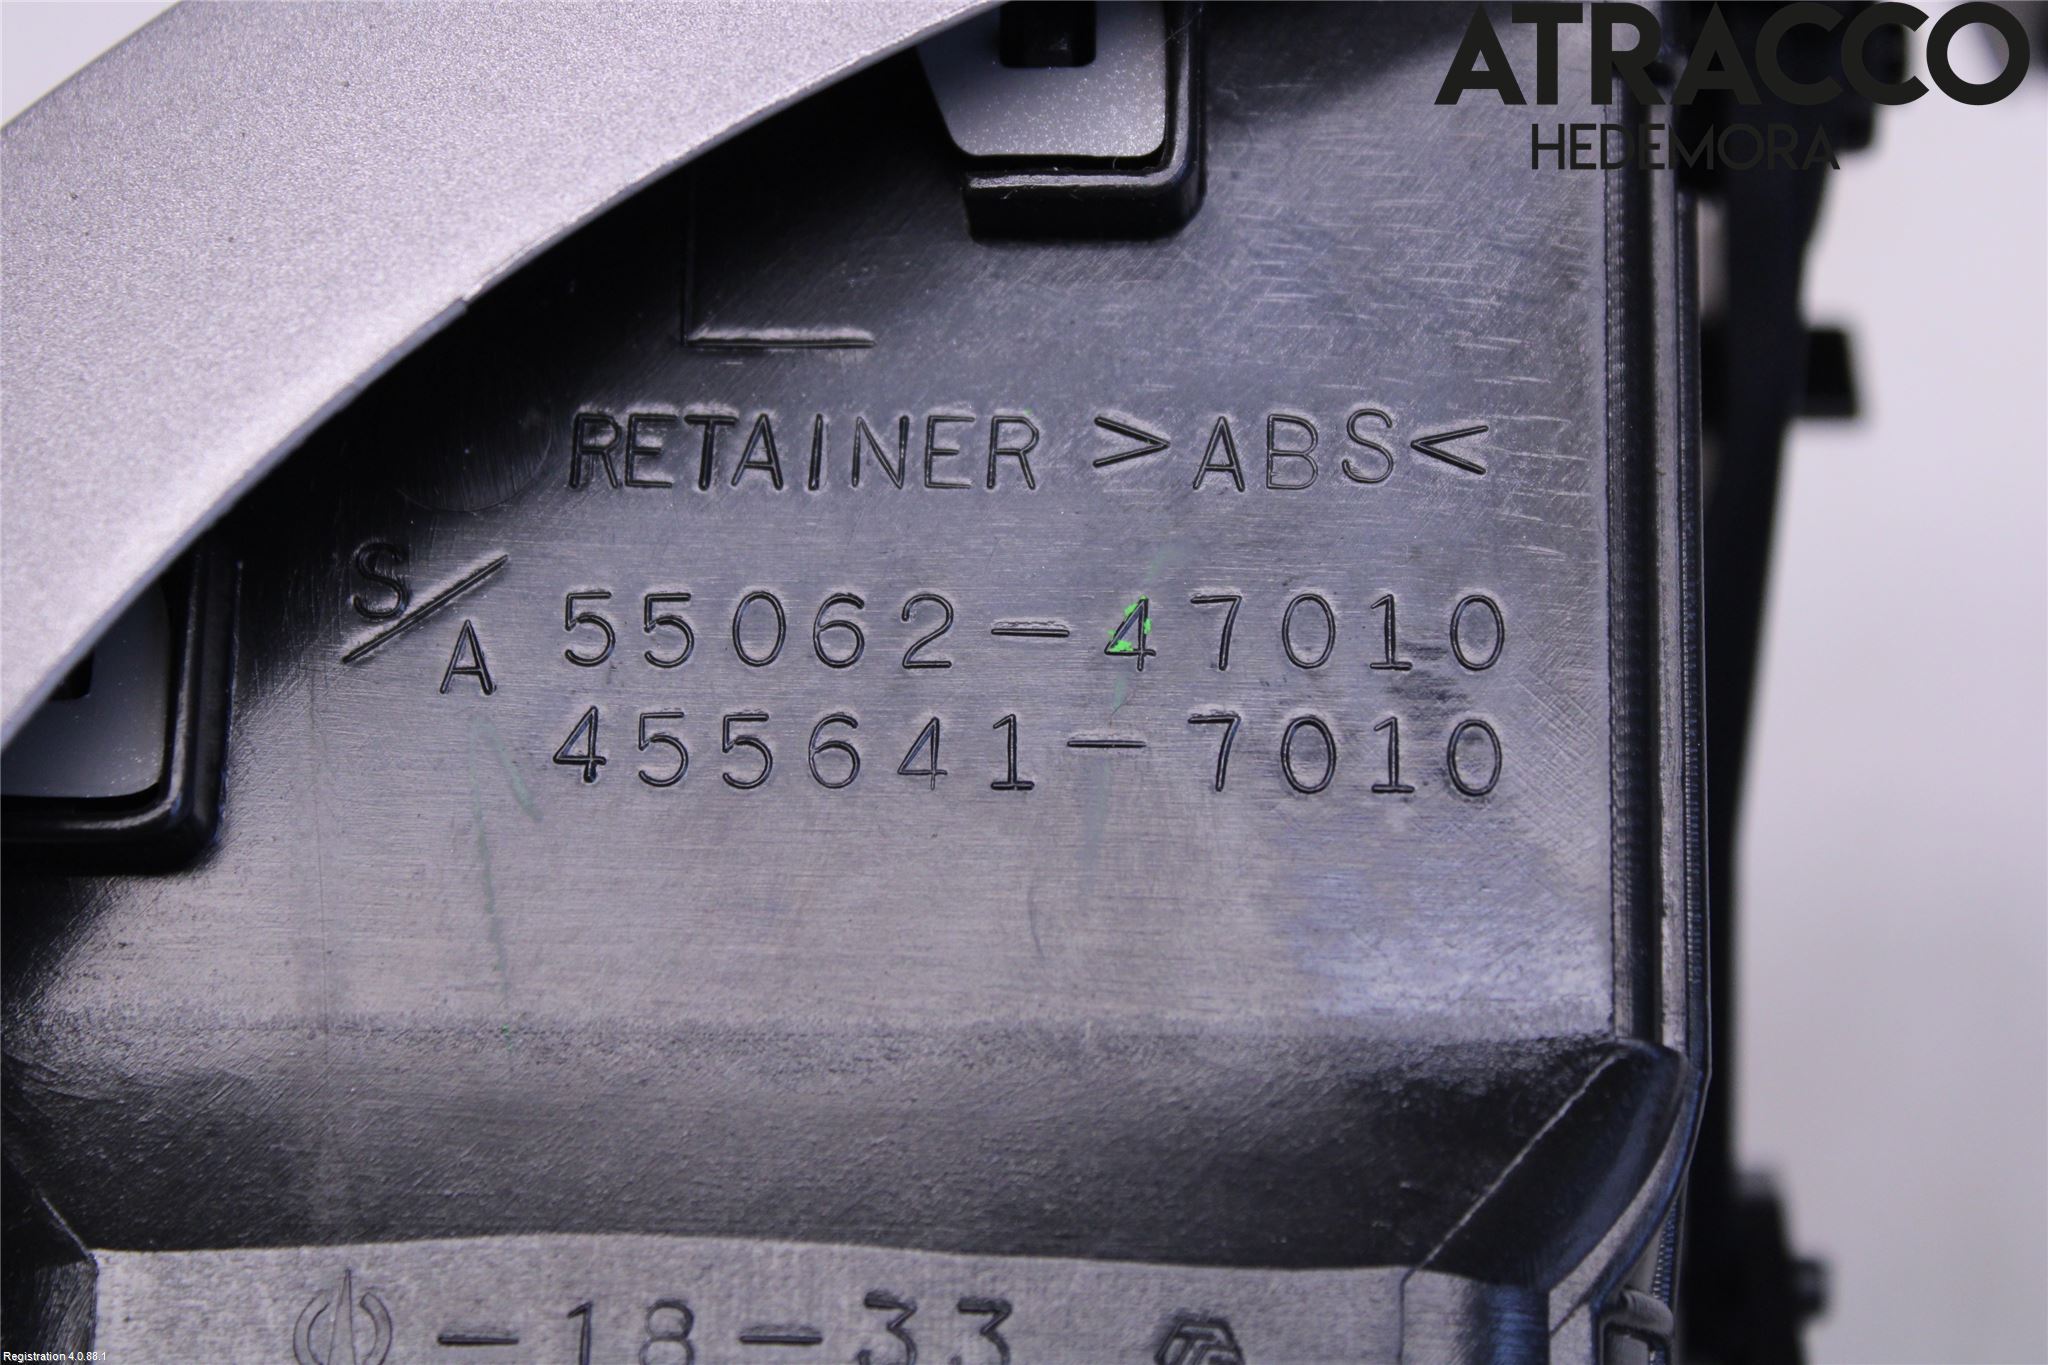 ATRACCO
HEDEMORA
RETAINER >ABS<
S/A 55062-47010
455641-7010
-18-33
Registration 4.0.88.1